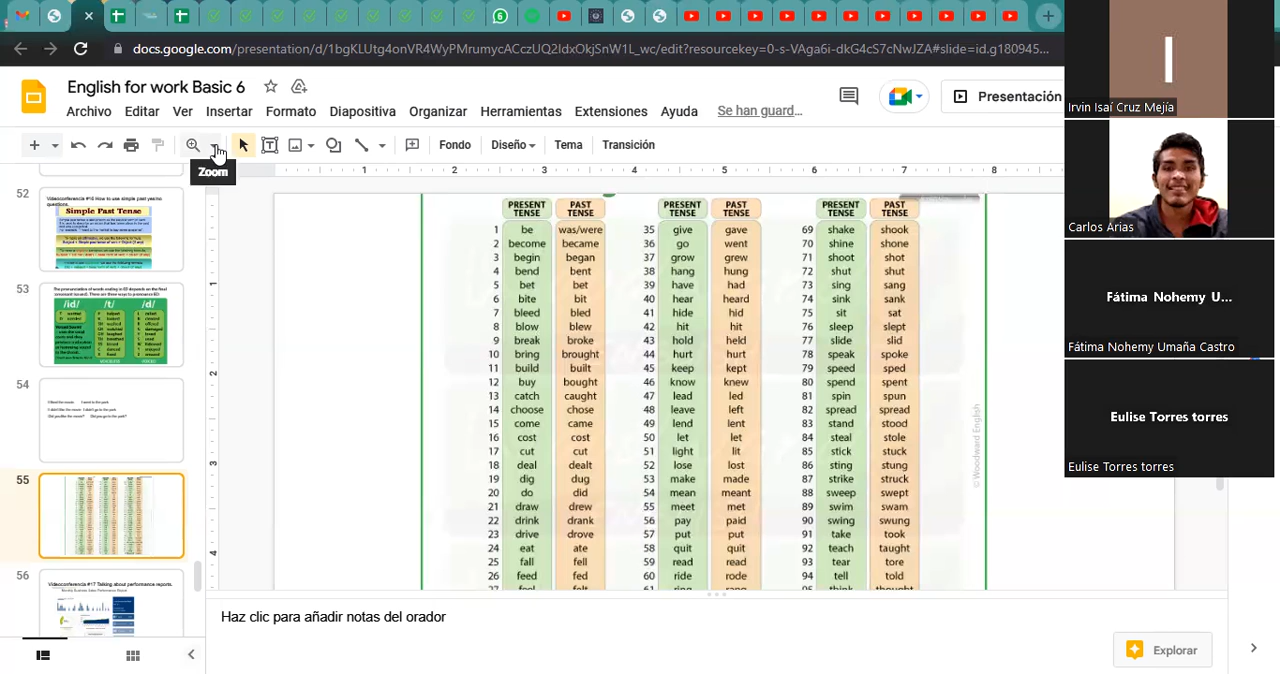 docs.google.com/presentation/d/1bgKLUtg4onVR4WyPMrumycACczUQ2IdxOkjSnW1L_wc/edit?resourcekey=0-s-VAga6i-dkG4cS7cNwJZA#slide=id.g180945...
English for work Basic 6
Archivo Editar Ver Insertar Formato Diapositiva Organizar Herramientas Extensiones Ayuda Se han guard...
Presentación
Fondo Diseño Tema Transición
Zoom
1 2 3 4 5 6 7 8
52
Videoconferencia #16 How to use simple past yes/no questions.
Simple Past Tense
53
/id/ /t/ /d/
54
55
56
Videoconferencia #17 Talking about performance reports.
PRESENT TENSE PAST TENSE PRESENT TENSE PAST TENSE PRESENT TENSE PAST TENSE
1 be was/were 35 give gave 69 shake shook
2 become became 36 go went 70 shine shone
3 begin began 37 grow grew 71 shoot shot
4 bend bent 38 hang hung 72 shut shut
5 bet bet 39 have had 73 sing sang
6 bite bit 40 hear heard 74 sink sank
7 bleed bled 41 hide hid 75 sit sat
8 blow blew 42 hit hit 76 sleep slept
9 break broke 43 hold held 77 slide slid
10 bring brought 44 hurt hurt 78 speak spoke
11 build built 45 keep kept 79 speed sped
12 buy bought 46 know knew 80 spend spent
13 catch caught 47 lead led 81 spin spun
14 choose chose 48 leave left 82 spread spread
15 come came 49 lend lent 83 stand stood
16 cost cost 50 let let 84 steal stole
17 cut cut 51 light lit 85 stick stuck
18 deal dealt 52 lose lost 86 sting stung
19 dig dug 53 make made 87 strike struck
20 do did 54 mean meant 88 sweep swept
21 draw drew 55 meet met 89 swim swam
22 drink drank 56 pay paid 90 swing swung
23 drive drove 57 put put 91 take took
24 eat ate 58 quit quit 92 teach taught
25 fall fell 59 read read 93 tear tore
26 feed fed 60 ride rode 94 tell told
© Woodward English
Haz clic para añadir notas del orador
Explorar
I
Irvin Isaí Cruz Mejía
Carlos Arias
Fátima Nohemy U...
Fátima Nohemy Umaña Castro
Eulise Torres torres
Eulise Torres torres